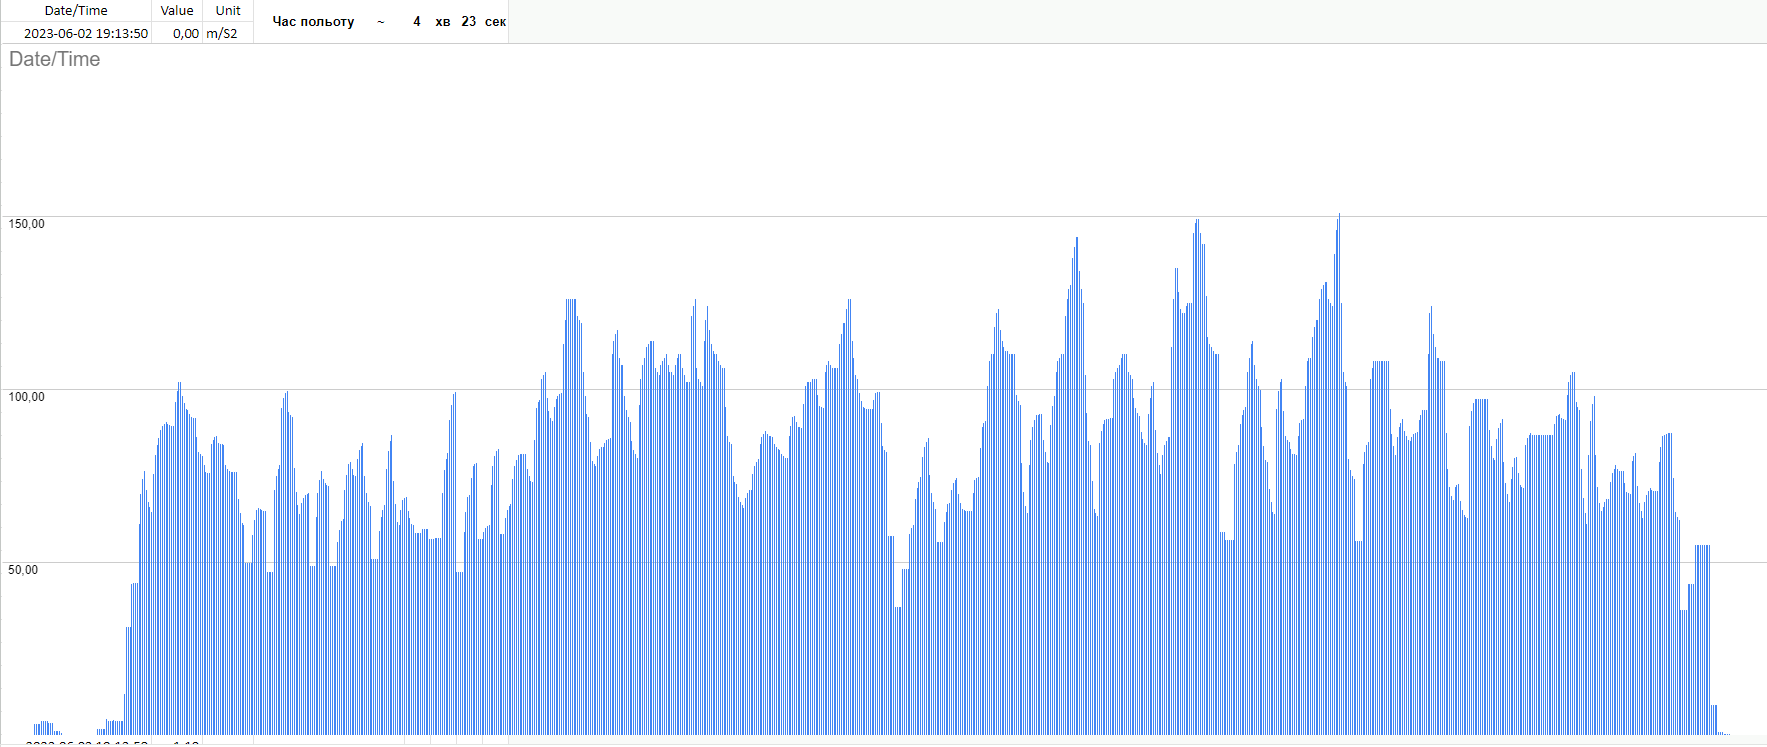 Date/Time Value Unit
Час польоту ~ 4 хв 23 сек
2023-06-02 19:13:50 0,00 m/S2
Date/Time
150,00
100,00
50,00